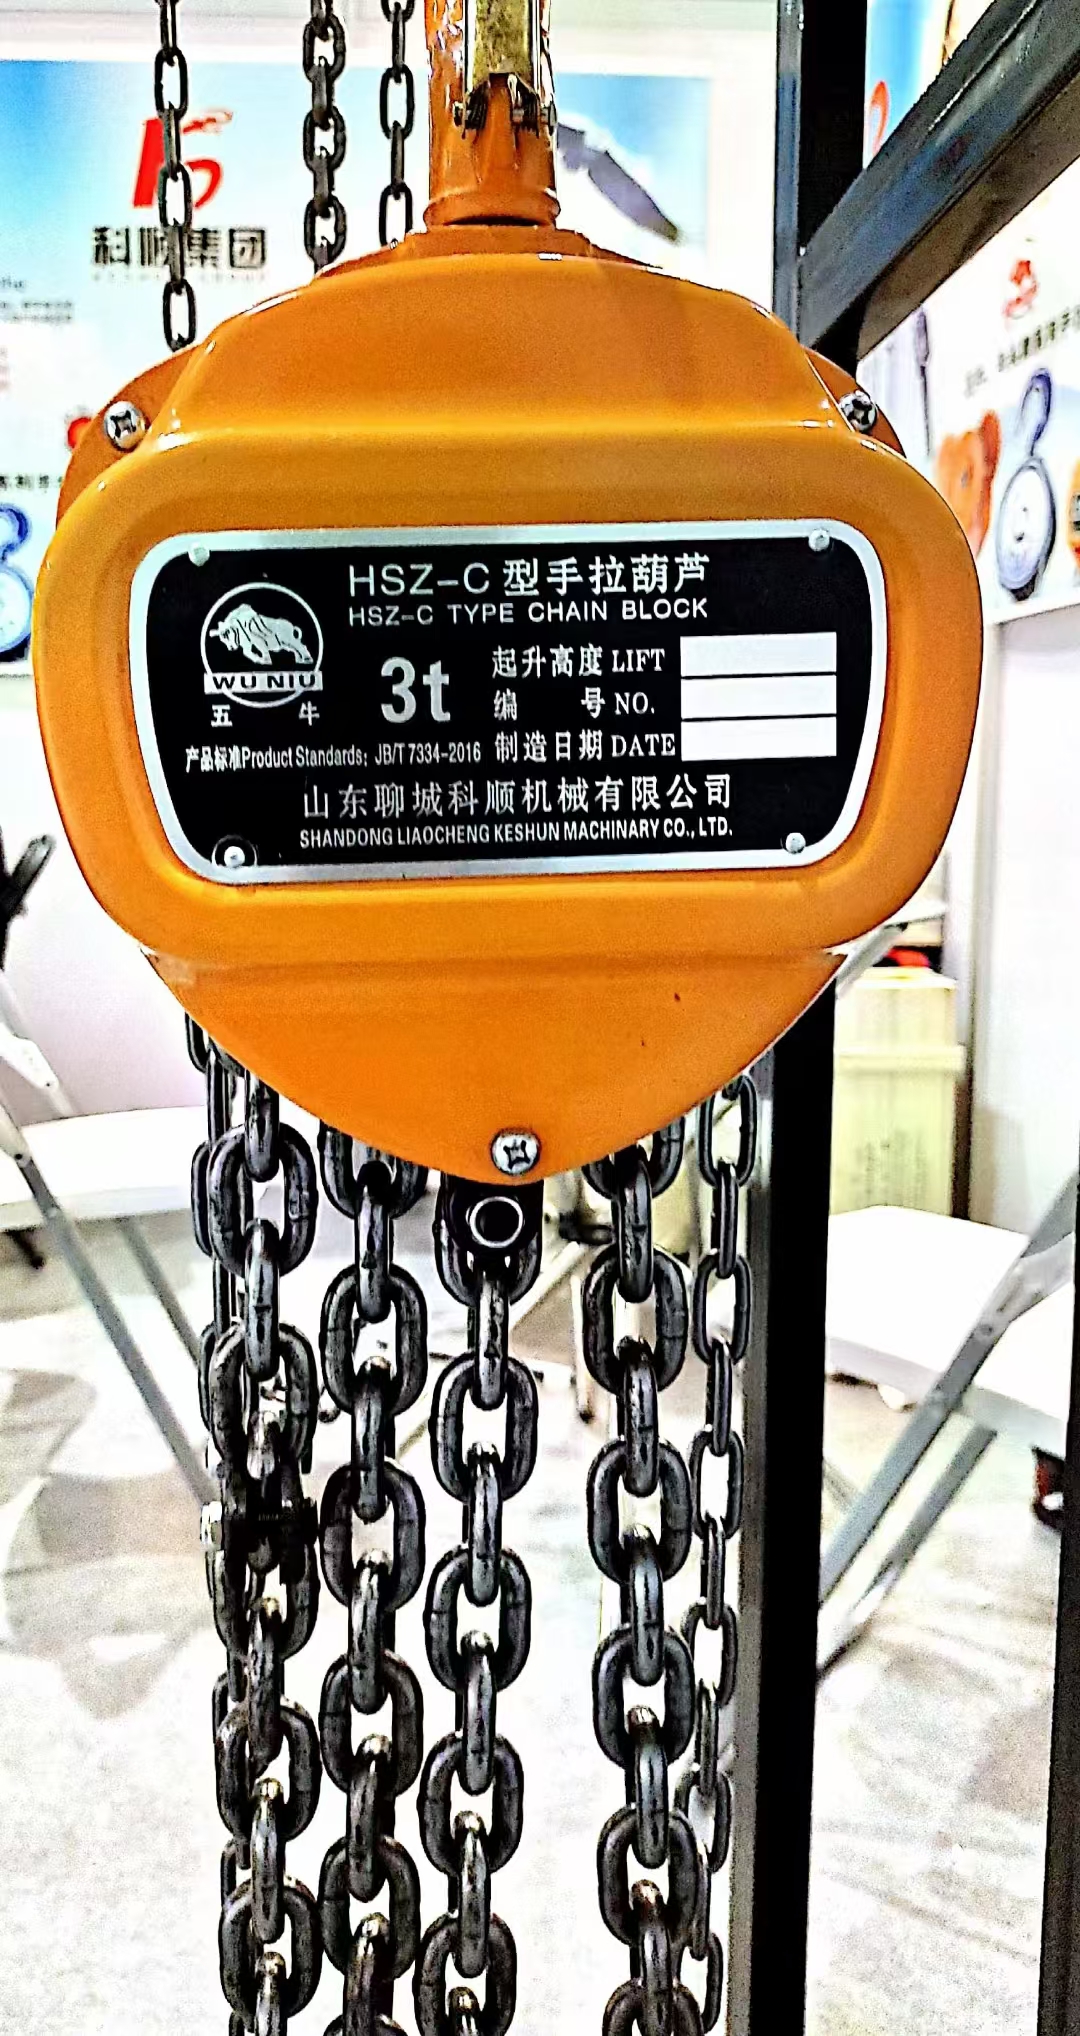 科顺集团
HSZ-C 型手拉葫芦
HSZ-C TYPE CHAIN BLOCK
WU NIU
五 牛
3t
起升高度 LIFT
编 号 NO.
制造日期 DATE
产品标准Product Standards: JB/T 7334-2016
山东聊城科顺机械有限公司
SHANDONG LIAOCHENG KESHUN MACHINARY CO., LTD.